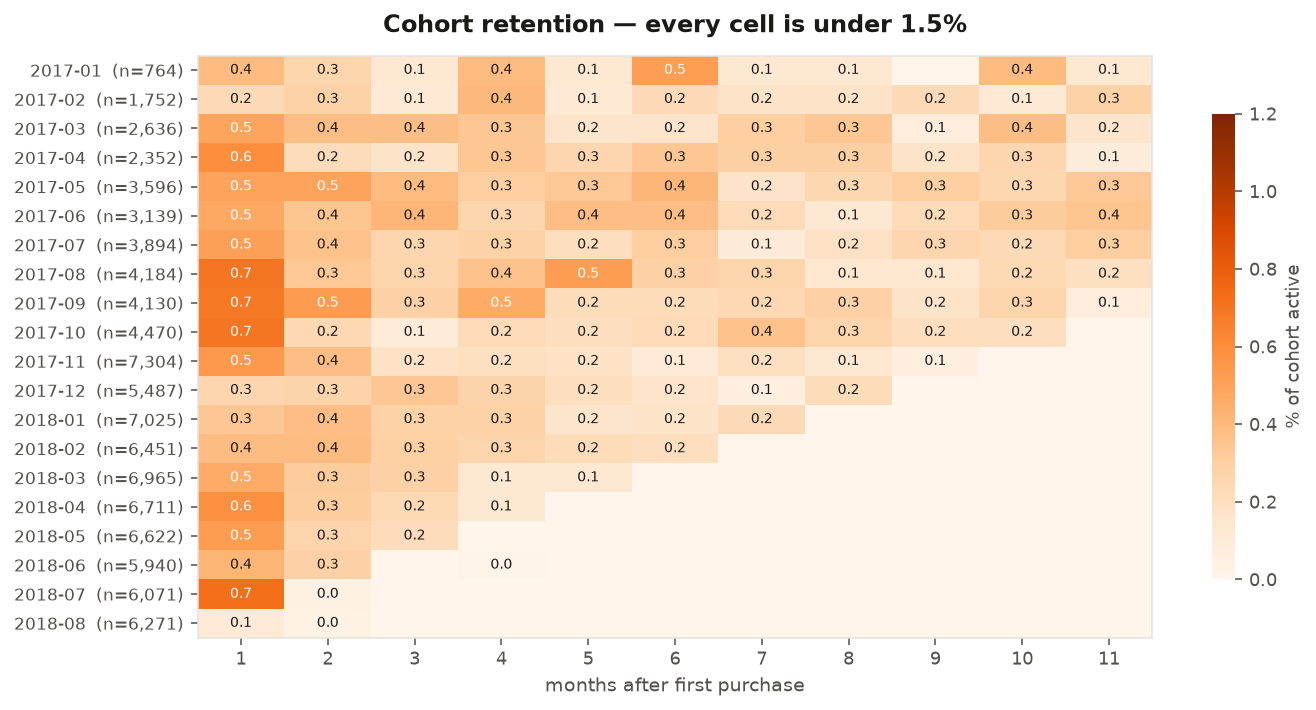 Cohort retention — every cell is under 1.5%
2017-01 (n=764) 0.4 0.3 0.1 0.4 0.1 0.5 0.1 0.1 0.4 0.1
2017-02 (n=1,752) 0.2 0.3 0.1 0.4 0.1 0.2 0.2 0.2 0.2 0.1 0.3
2017-03 (n=2,636) 0.5 0.4 0.4 0.3 0.2 0.2 0.3 0.3 0.1 0.4 0.2
2017-04 (n=2,352) 0.6 0.2 0.2 0.3 0.3 0.3 0.3 0.3 0.2 0.3 0.1
2017-05 (n=3,596) 0.5 0.5 0.4 0.3 0.3 0.4 0.2 0.3 0.3 0.3 0.3
2017-06 (n=3,139) 0.5 0.4 0.4 0.3 0.4 0.4 0.2 0.1 0.2 0.3 0.4
2017-07 (n=3,894) 0.5 0.4 0.3 0.3 0.2 0.3 0.1 0.2 0.3 0.2 0.3
2017-08 (n=4,184) 0.7 0.3 0.3 0.4 0.5 0.3 0.3 0.1 0.1 0.2 0.2
2017-09 (n=4,130) 0.7 0.5 0.3 0.5 0.2 0.2 0.2 0.3 0.2 0.3 0.1
2017-10 (n=4,470) 0.7 0.2 0.1 0.2 0.2 0.2 0.4 0.3 0.2 0.2
2017-11 (n=7,304) 0.5 0.4 0.2 0.2 0.2 0.1 0.2 0.1 0.1
2017-12 (n=5,487) 0.3 0.3 0.3 0.3 0.2 0.2 0.1 0.2
2018-01 (n=7,025) 0.3 0.4 0.3 0.3 0.2 0.2 0.2
2018-02 (n=6,451) 0.4 0.4 0.3 0.3 0.2 0.2
2018-03 (n=6,965) 0.5 0.3 0.3 0.1 0.1
2018-04 (n=6,711) 0.6 0.3 0.2 0.1
2018-05 (n=6,622) 0.5 0.3 0.2
2018-06 (n=5,940) 0.4 0.3 0.0
2018-07 (n=6,071) 0.7 0.0
2018-08 (n=6,271) 0.1 0.0
1 2 3 4 5 6 7 8 9 10 11
months after first purchase
1.2
1.0
0.8
0.6
0.4
0.2
0.0
% of cohort active